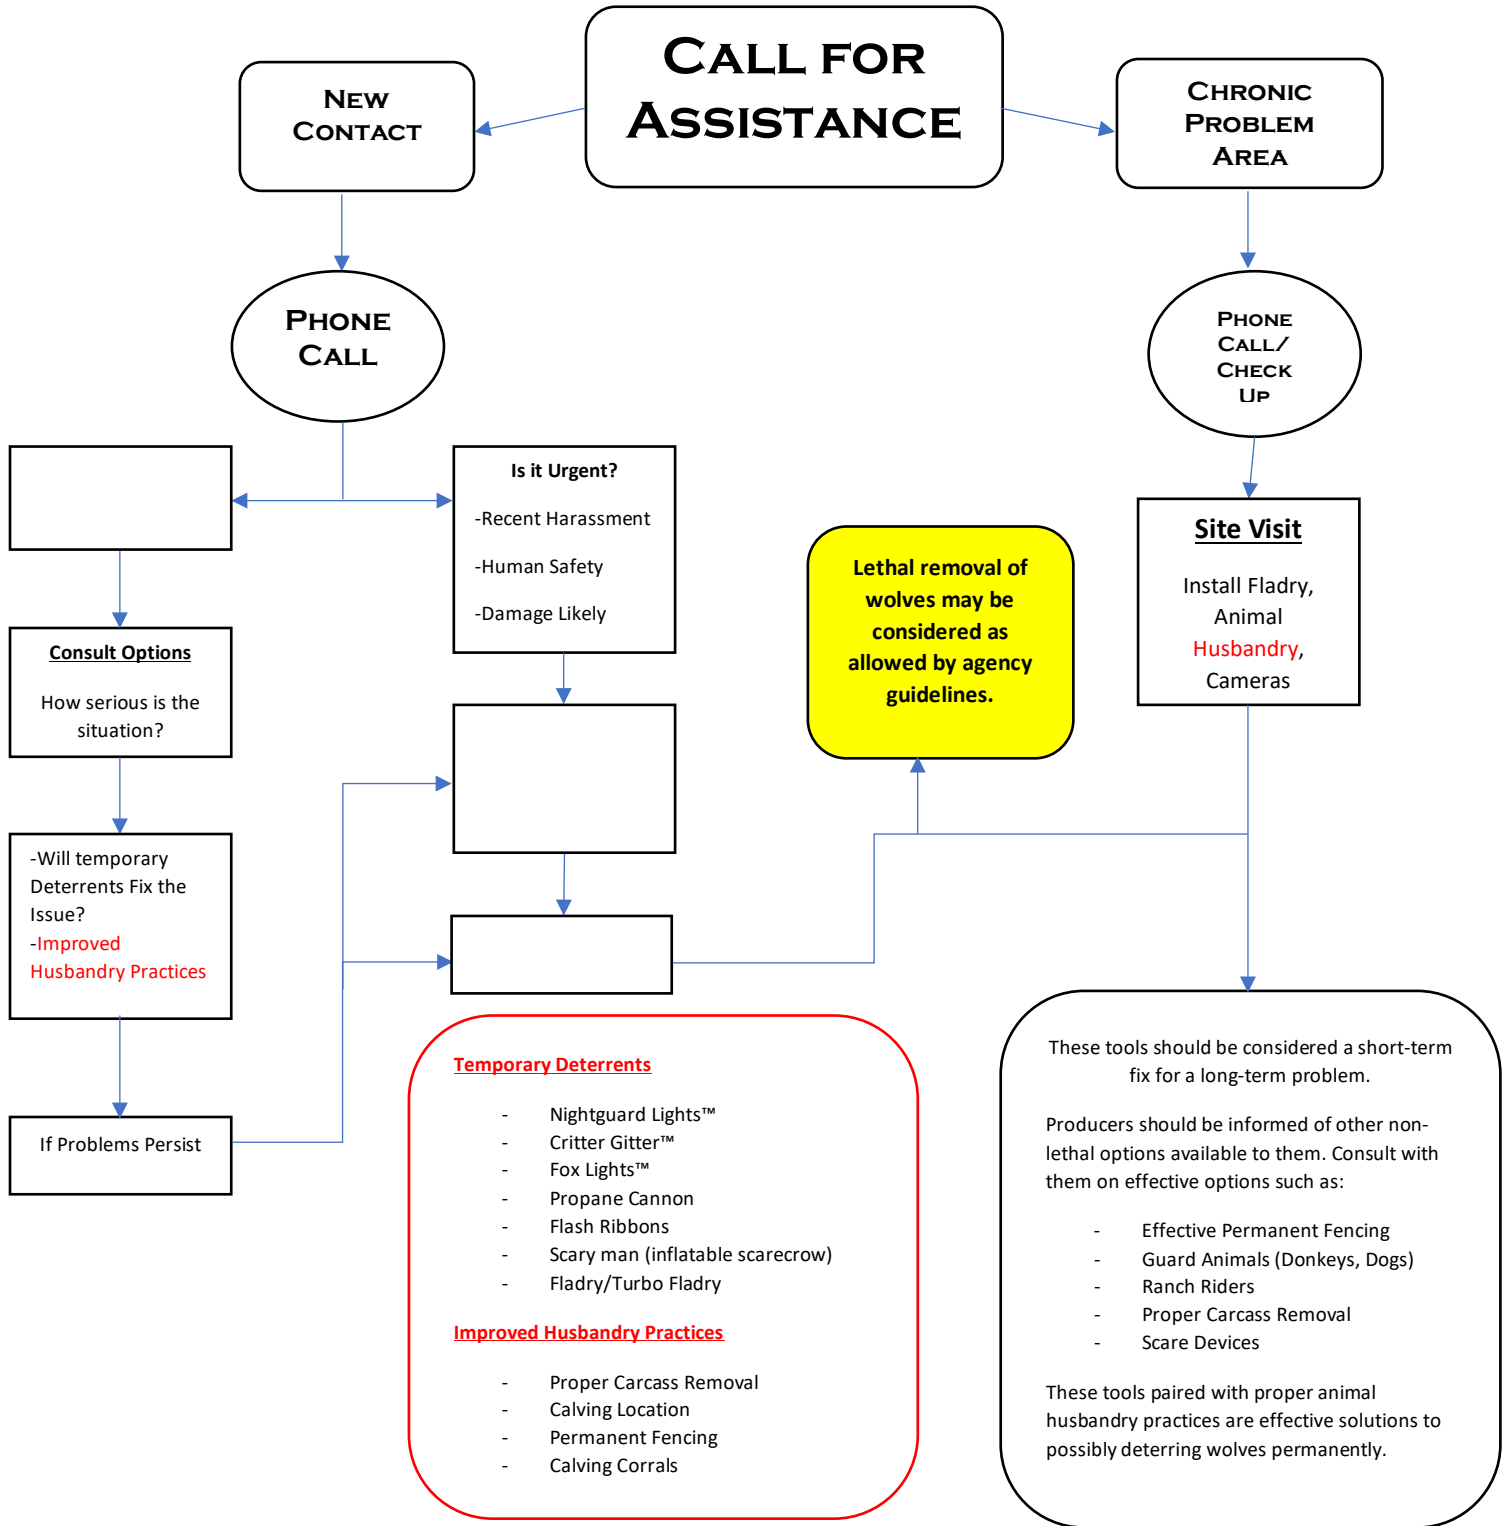 CALL FOR
ASSISTANCE
NEW
CONTACT
CHRONIC
PROBLEM
AREA
PHONE
CALL
PHONE
CALL/
CHECK
UP
Is it Urgent?
-Recent Harassment
-Human Safety
-Damage Likely
Consult Options
How serious is the
situation?
-Will temporary
Deterrents Fix the
Issue?
-Improved
Husbandry Practices
If Problems Persist
Lethal removal of
wolves may be
considered as
allowed by agency
guidelines.
Site Visit
Install Fladry,
Animal
Husbandry,
Cameras
Temporary Deterrents
- Nightguard Lights™
- Critter Gitter™
- Fox Lights™
- Propane Cannon
- Flash Ribbons
- Scary man (inflatable scarecrow)
- Fladry/Turbo Fladry
Improved Husbandry Practices
- Proper Carcass Removal
- Calving Location
- Permanent Fencing
- Calving Corrals
These tools should be considered a short-term
fix for a long-term problem.
Producers should be informed of other non-
lethal options available to them. Consult with
them on effective options such as:
- Effective Permanent Fencing
- Guard Animals (Donkeys, Dogs)
- Ranch Riders
- Proper Carcass Removal
- Scare Devices
These tools paired with proper animal
husbandry practices are effective solutions to
possibly deterring wolves permanently.